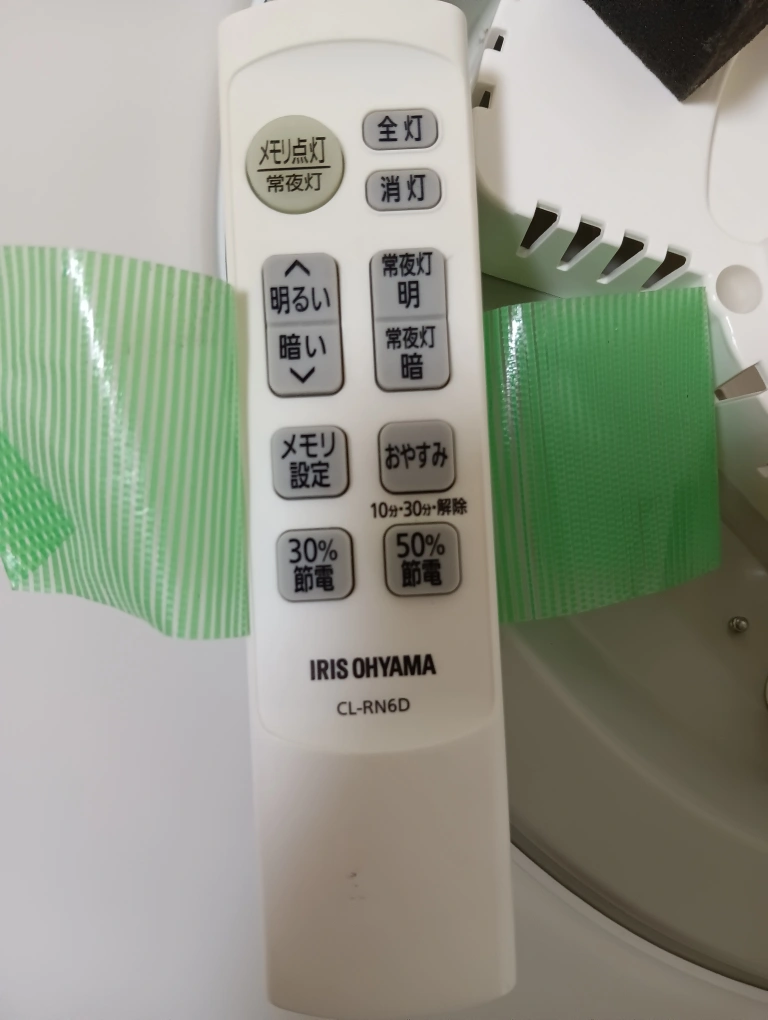 メモリ点灯
常夜灯
全灯
消灯
明るい
暗い
常夜灯
明
常夜灯
暗
メモリ
設定
おやすみ
10分・30分・解除
30%
節電
50%
節電
IRIS OHYAMA
CL-RN6D